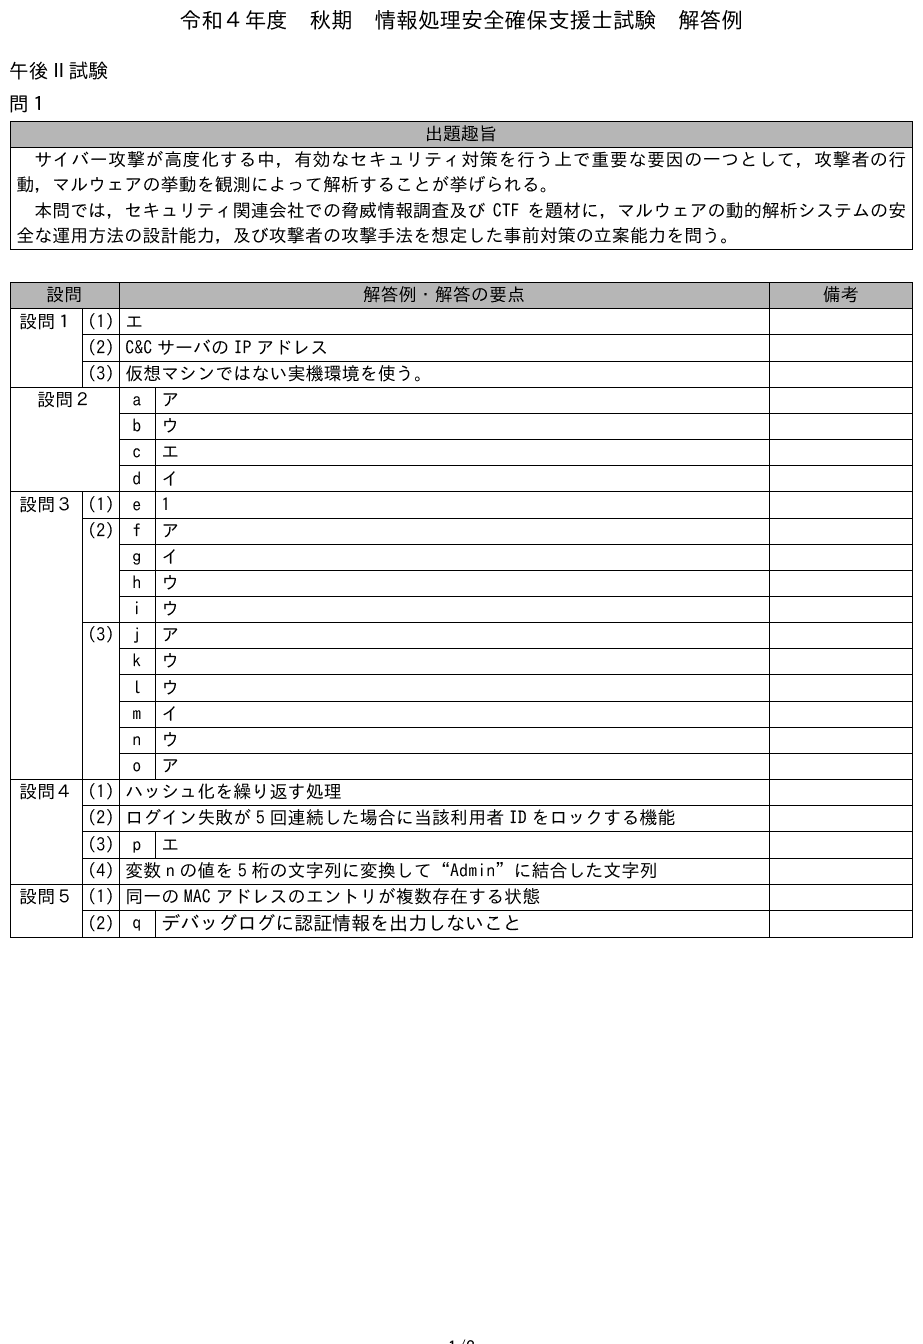 令和４年度　秋期　情報処理安全確保支援士試験　解答例
午後Ⅱ試験
問１
出題趣旨
サイバー攻撃が高度化する中，有効なセキュリティ対策を行う上で重要な要因の一つとして，攻撃者の行
動，マルウェアの挙動を観測によって解析することが挙げられる。
本問では，セキュリティ関連会社での脅威情報調査及び CTF を題材に，マルウェアの動的解析システムの安
全な運用方法の設計能力，及び攻撃者の攻撃手法を想定した事前対策の立案能力を問う。
設問 解答例・解答の要点 備考
設問１ (1) エ
(2) C&C サーバの IP アドレス
(3) 仮想マシンではない実機環境を使う。
設問２ a ア
b ウ
c エ
d イ
設問３ (1) e 1
(2) f ア
g イ
h ウ
i ウ
(3) j ア
k ウ
l ウ
m イ
n ウ
o ア
設問４ (1) ハッシュ化を繰り返す処理
(2) ログイン失敗が 5 回連続した場合に当該利用者 ID をロックする機能
(3) p エ
(4) 変数 n の値を 5 桁の文字列に変換して“Admin”に結合した文字列
設問５ (1) 同一の MAC アドレスのエントリが複数存在する状態
(2) q デバッグログに認証情報を出力しないこと